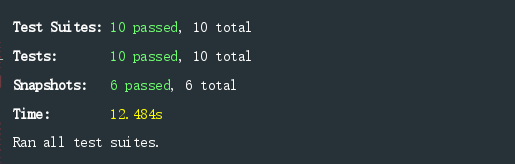 Test Suites: 10 passed, 10 total
Tests: 10 passed, 10 total
Snapshots: 6 passed, 6 total
Time: 12.484s
Ran all test suites.